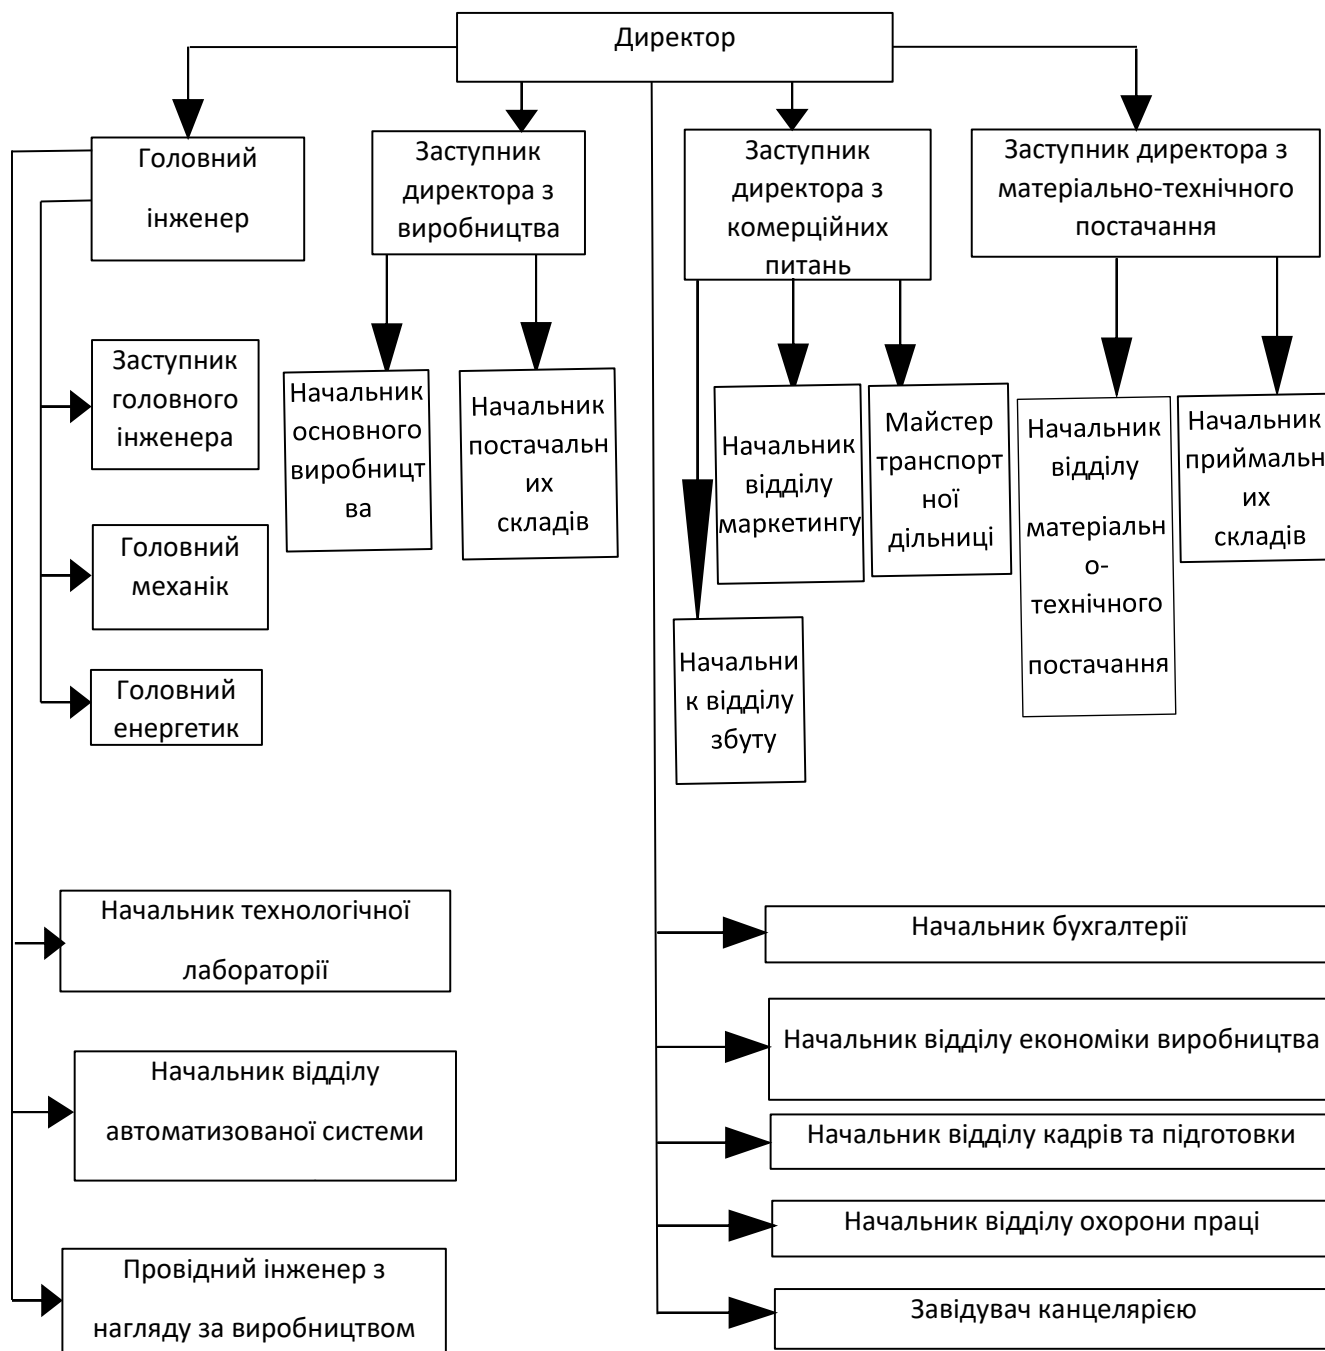 Директор
Головний
інженер
Заступник
директора з
виробництва
Заступник
директора з
комерційних
питань
Заступник директора з
матеріально-технічного
постачання
Заступник
головного
інженера
Головний
механік
Головний
енергетик
Начальник
основного
виробницт
ва
Начальник
постачальн
их
складів
Начальник
відділу
маркетингу
Майстер
транспорт
ної
дільниці
Начальник
відділу
матеріальн
о-
технічного
постачання
Начальник
приймальн
их
складів
Начальни
к відділу
збуту
Начальник технологічної
лабораторії
Начальник відділу
автоматизованої системи
Провідний інженер з
нагляду за виробництвом
Начальник бухгалтерії
Начальник відділу економіки виробництва
Начальник відділу кадрів та підготовки
Начальник відділу охорони праці
Завідувач канцелярією